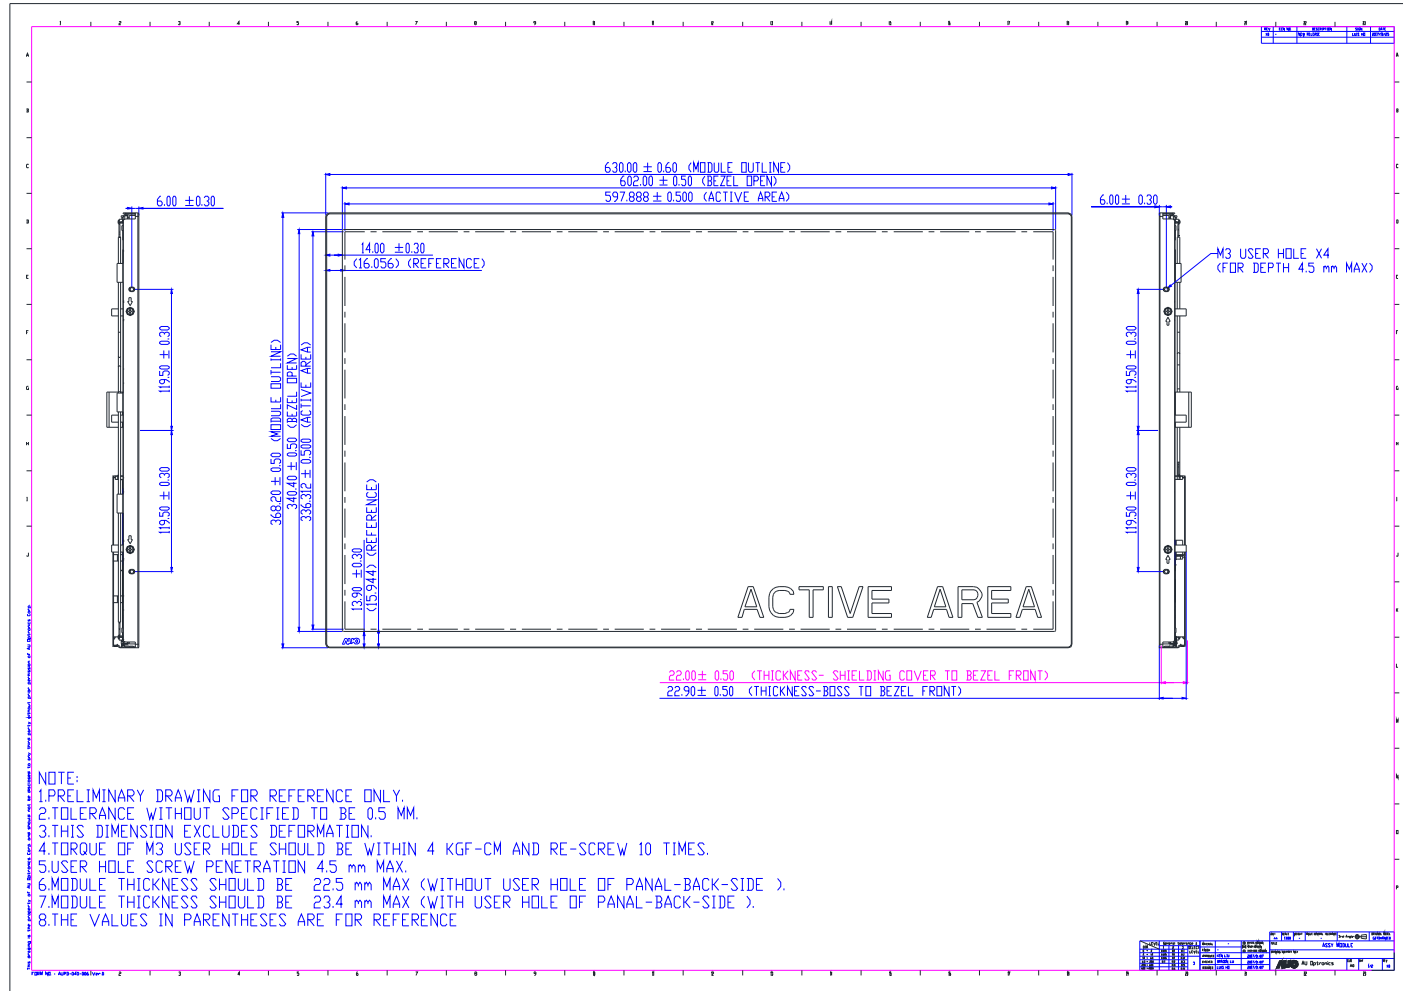 630.00 ± 0.60 (MODULE OUTLINE)
602.00 ± 0.50 (BEZEL OPEN)
597.888 ± 0.500 (ACTIVE AREA)
6.00 ±0.30
6.00± 0.30
14.00 ±0.30
(16.056) (REFERENCE)
M3 USER HOLE X4
(FOR DEPTH 4.5 mm MAX)
119.50 ± 0.30
119.50 ± 0.30
368.20 ± 0.50 (MODULE OUTLINE)
340.40 ± 0.50 (BEZEL OPEN)
336.312 ± 0.500 (ACTIVE AREA)
13.90 ±0.30
(15.944) (REFERENCE)
119.50 ± 0.30
119.50 ± 0.30
ACTIVE AREA
AUO
22.00± 0.50 (THICKNESS- SHIELDING COVER TO BEZEL FRONT)
22.90± 0.50 (THICKNESS-BOSS TO BEZEL FRONT)
NOTE:
1.PRELIMINARY DRAWING FOR REFERENCE ONLY.
2.TOLERANCE WITHOUT SPECIFIED TO BE 0.5 MM.
3.THIS DIMENSION EXCLUDES DEFORMATION.
4.TORQUE OF M3 USER HOLE SHOULD BE WITHIN 4 KGF-CM AND RE-SCREW 10 TIMES.
5.USER HOLE SCREW PENETRATION 4.5 mm MAX.
6.MODULE THICKNESS SHOULD BE 22.5 mm MAX (WITHOUT USER HOLE OF PANAL-BACK-SIDE ).
7.MODULE THICKNESS SHOULD BE 23.4 mm MAX (WITH USER HOLE OF PANAL-BACK-SIDE ).
8.THE VALUES IN PARENTHESES ARE FOR REFERENCE
ASSY MODULE
AUO AU Optronics